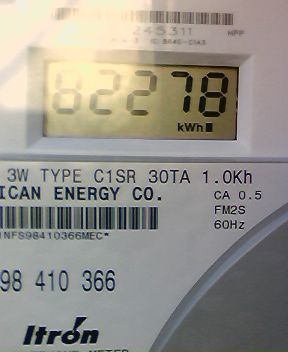 245311
82278
kWh
3W TYPE C1SR 30TA 1.0Kh
ICAN ENERGY CO.
CA 0.5
FM2S
60Hz
NFS98410366MEC*
98 410 366
Itron